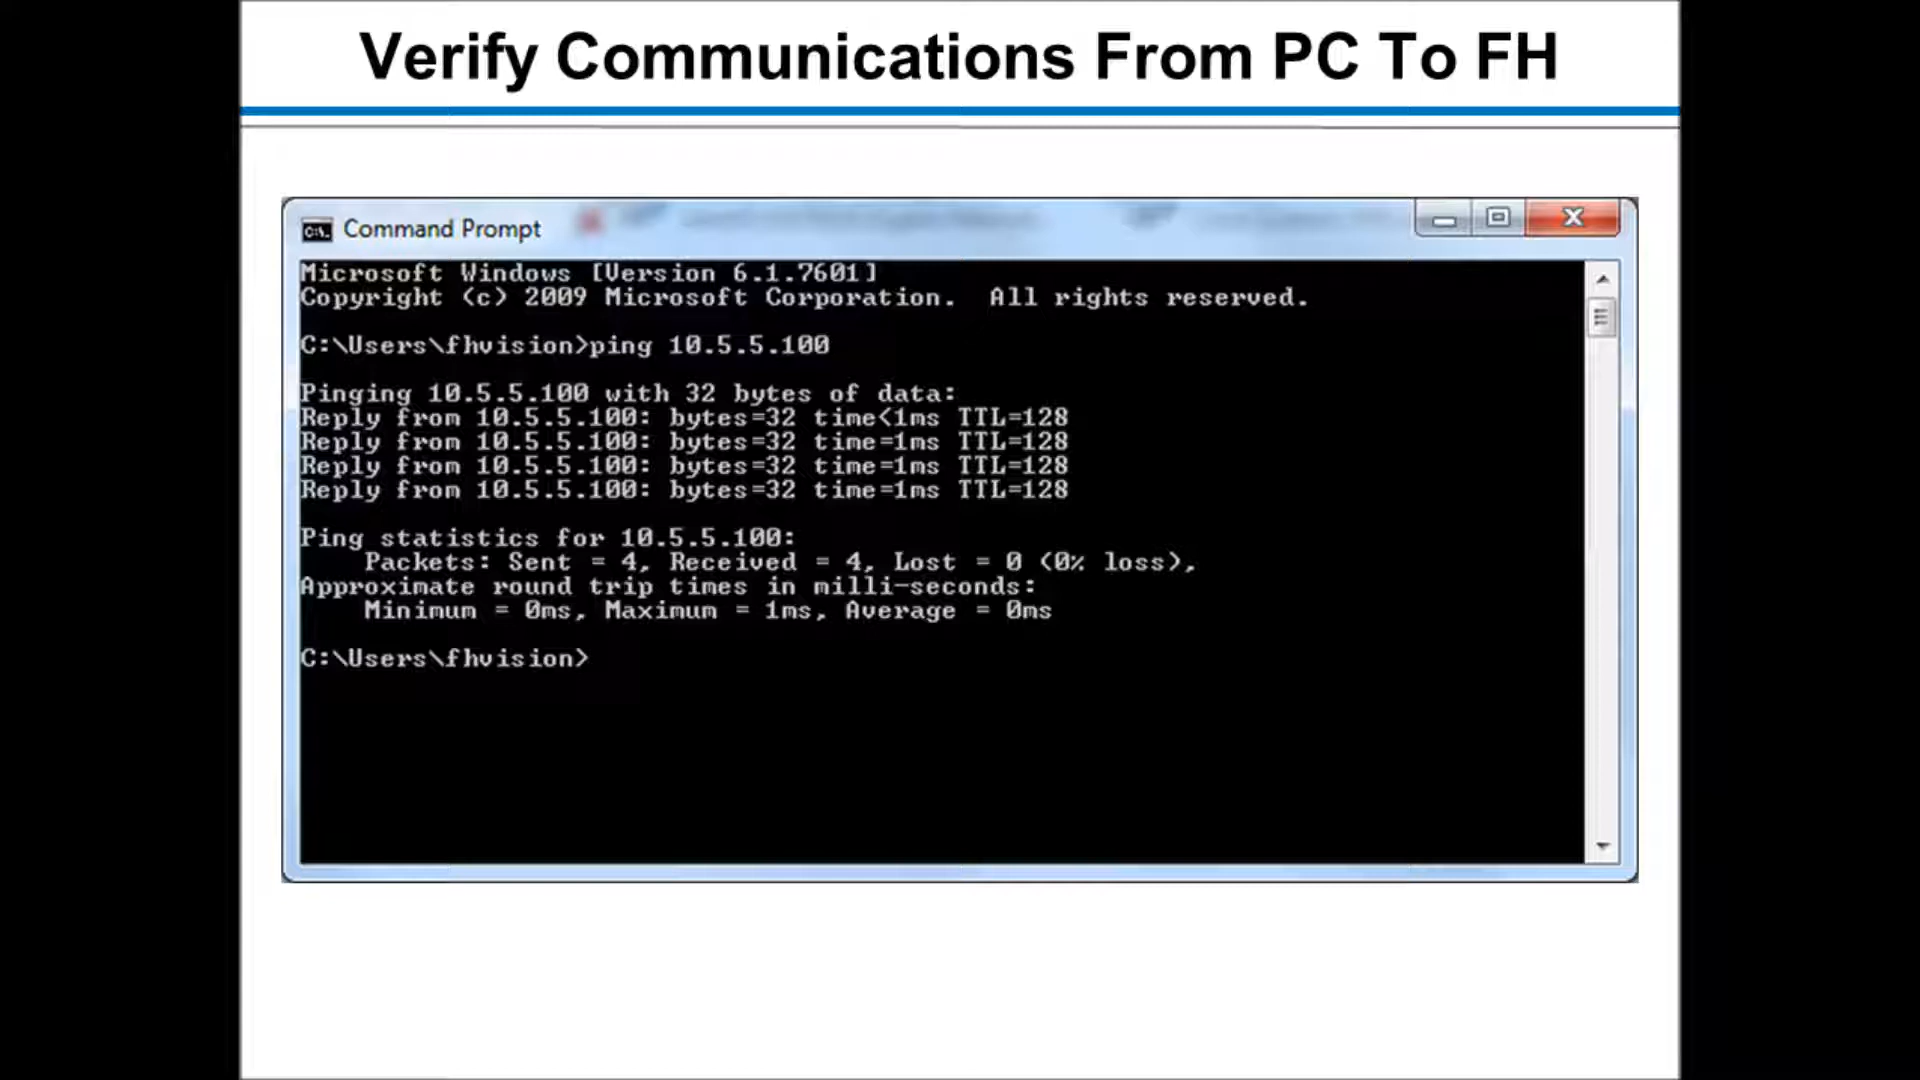 Verify Communications From PC To FH
Command Prompt
Microsoft Windows [Version 6.1.7601]
Copyright (c) 2009 Microsoft Corporation.  All rights reserved.
C:\Users\fhvision>ping 10.5.5.100
Pinging 10.5.5.100 with 32 bytes of data:
Reply from 10.5.5.100: bytes=32 time<1ms TTL=128
Reply from 10.5.5.100: bytes=32 time=1ms TTL=128
Reply from 10.5.5.100: bytes=32 time=1ms TTL=128
Reply from 10.5.5.100: bytes=32 time=1ms TTL=128
Ping statistics for 10.5.5.100:
    Packets: Sent = 4, Received = 4, Lost = 0 (0% loss),
Approximate round trip times in milli-seconds:
    Minimum = 0ms, Maximum = 1ms, Average = 0ms
C:\Users\fhvision>